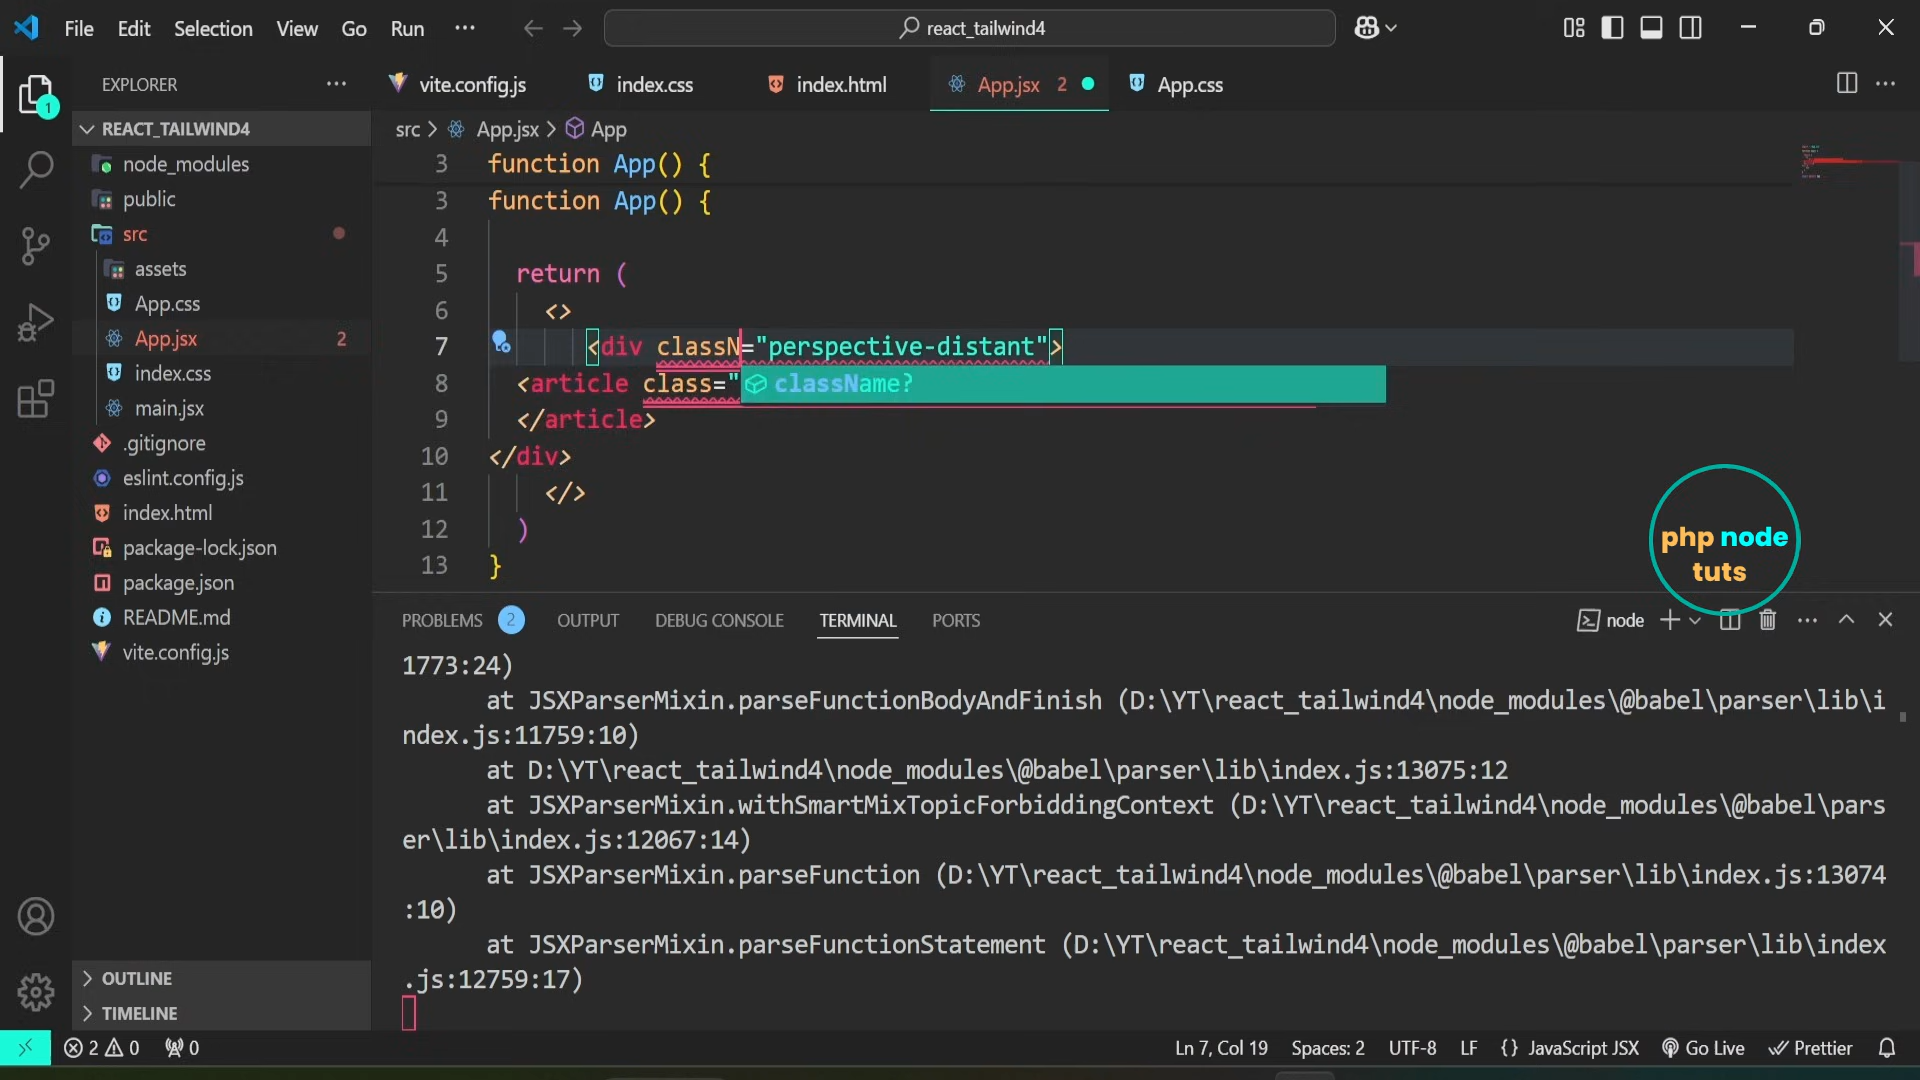 File Edit Selection View Go Run ··· react_tailwind4
EXPLORER ···
1
REACT_TAILWIND4
node_modules
public
src
assets
App.css
App.jsx 2
index.css
main.jsx
.gitignore
eslint.config.js
index.html
package-lock.json
package.json
README.md
vite.config.js
OUTLINE
TIMELINE
vite.config.js index.css index.html App.jsx 2 App.css
src > App.jsx > App
3 function App() {
3 function App() {
4
5 return (
6 <>
7 <div classN="perspective-distant">
8 <article class="
className?
9 </article>
10 </div>
11 </>
12 )
13 }
php node
tuts
PROBLEMS 2 OUTPUT DEBUG CONSOLE TERMINAL PORTS node
1773:24)
at JSXParserMixin.parseFunctionBodyAndFinish (D:\YT\react_tailwind4\node_modules\@babel\parser\lib\i
ndex.js:11759:10)
at D:\YT\react_tailwind4\node_modules\@babel\parser\lib\index.js:13075:12
at JSXParserMixin.withSmartMixTopicForbiddingContext (D:\YT\react_tailwind4\node_modules\@babel\pars
er\lib\index.js:12067:14)
at JSXParserMixin.parseFunction (D:\YT\react_tailwind4\node_modules\@babel\parser\lib\index.js:13074
:10)
at JSXParserMixin.parseFunctionStatement (D:\YT\react_tailwind4\node_modules\@babel\parser\lib\index
.js:12759:17)
2 0 0 Ln 7, Col 19 Spaces: 2 UTF-8 LF {} JavaScript JSX Go Live Prettier